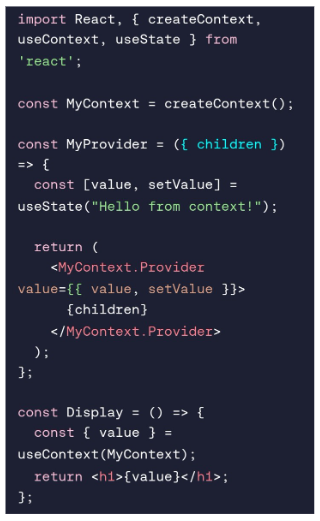 import React, { createContext,
useContext, useState } from
'react';
const MyContext = createContext();
const MyProvider = ({ children })
=> {
const [value, setValue] =
useState("Hello from context!");
return (
<MyContext.Provider
value={{ value, setValue }}>
{children}
</MyContext.Provider>
);
};
const Display = () => {
const { value } =
useContext(MyContext);
return <h1>{value}</h1>;
};